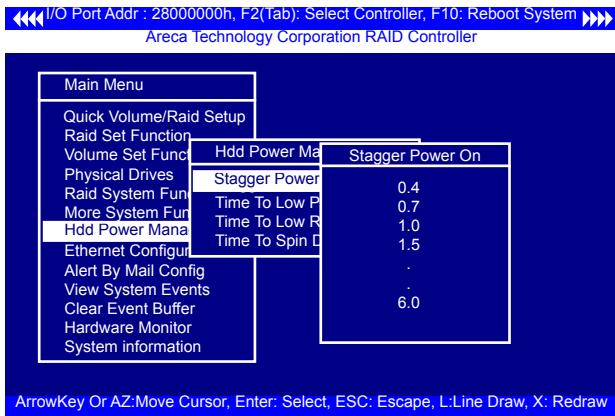 I/O Port Addr : 28000000h, F2(Tab): Select Controller, F10: Reboot System
Areca Technology Corporation RAID Controller
Main Menu
Quick Volume/Raid Setup
Raid Set Function
Volume Set Funct
Physical Drives
Raid System Fun
More System Fun
Hdd Power Mana
Ethernet Configur
Alert By Mail Config
View System Events
Clear Event Buffer
Hardware Monitor
System information
Hdd Power Ma
Stagger Power
Time To Low P
Time To Low R
Time To Spin D
Stagger Power On
0.4
0.7
1.0
1.5
.
.
6.0
ArrowKey Or AZ:Move Cursor, Enter: Select, ESC: Escape, L:Line Draw, X: Redraw